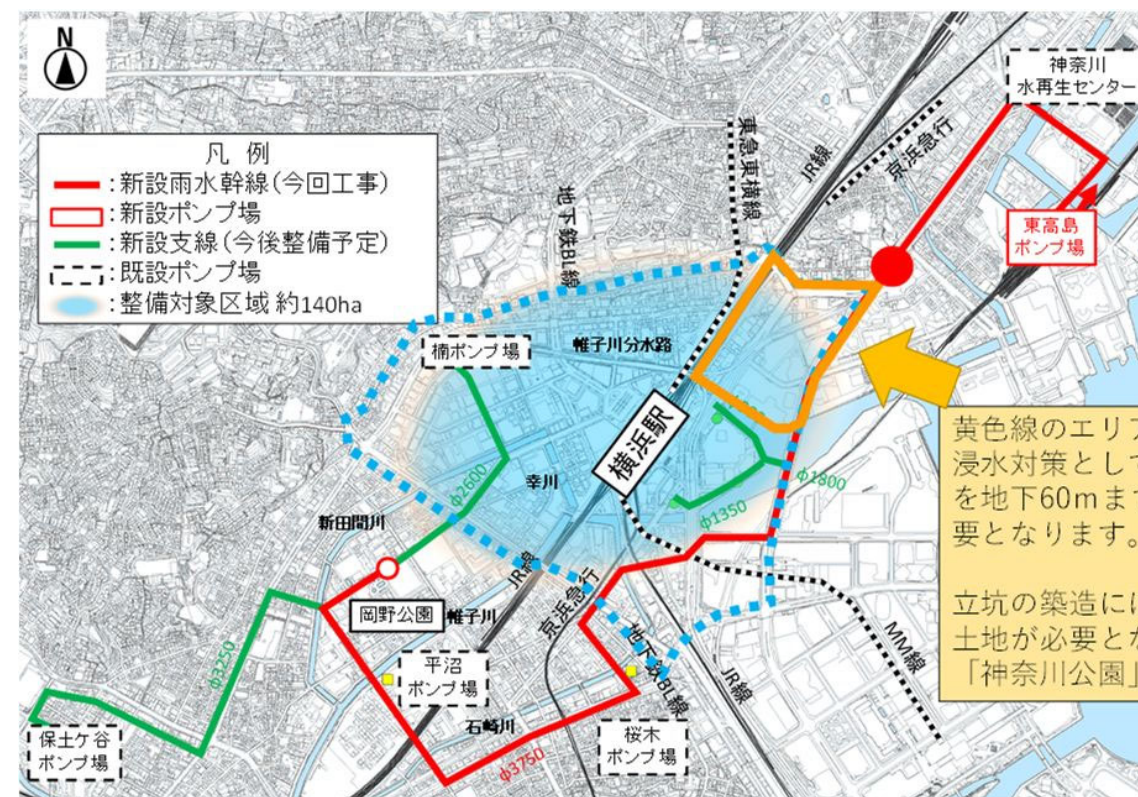 N
凡 例
:新設雨水幹線(今回工事)
:新設ポンプ場
:新設支線(今後整備予定)
:既設ポンプ場
:整備対象区域 約140ha
神奈川
水再生センター
東高島
ポンプ場
京浜急行
JR線
東急東横線
地下鉄BL線
楠ポンプ場
帷子川分水路
横浜駅
幸川
φ2600
φ1800
φ1350
新田間川
岡野公園
帷子川
JR線
京浜急行
地下鉄BL線
JR線
MM線
平沼
ポンプ場
石崎川
φ3750
桜木
ポンプ場
φ3250
保土ケ谷
ポンプ場
黄色線のエリア
浸水対策として
を地下60mま
要となります。
立坑の築造に
土地が必要とな
「神奈川公園」